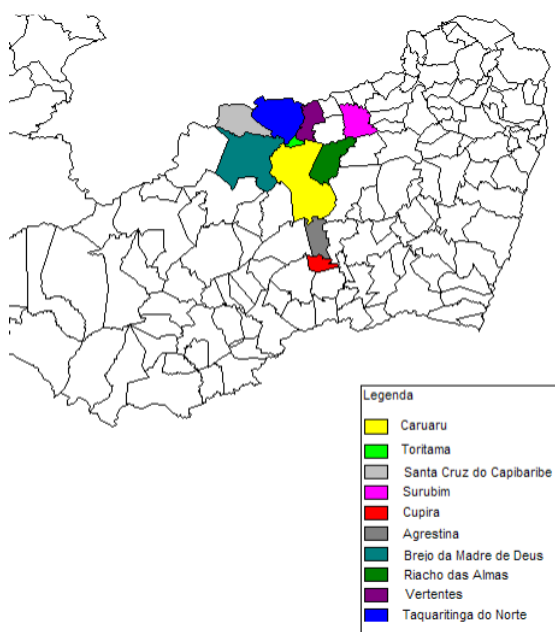 Legenda
Caruaru
Toritama
Santa Cruz do Capibaribe
Surubim
Cupira
Agrestina
Brejo da Madre de Deus
Riacho das Almas
Vertentes
Taquaritinga do Norte